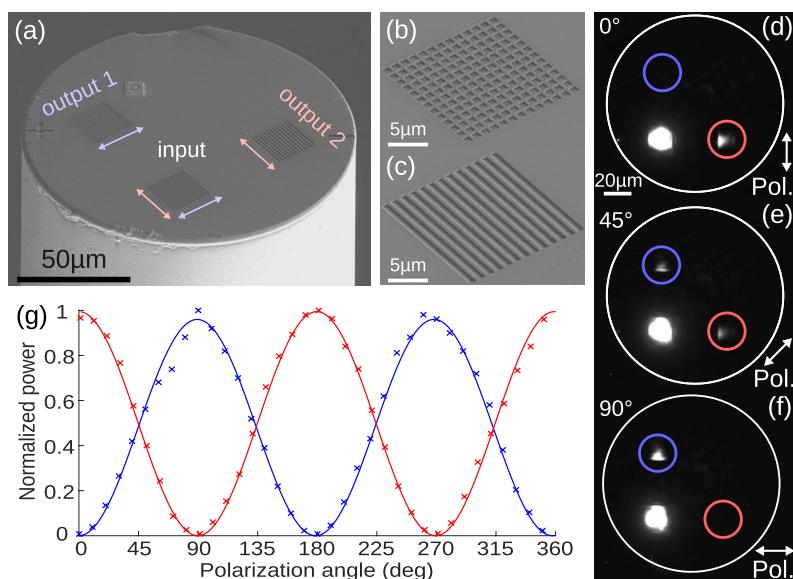 (a)
output 1
output 2
input
50µm
(b)
5µm
(c)
5µm
(d)
0°
20µm
Pol.
(e)
45°
Pol.
(f)
90°
Pol.
(g)
Normalized power
1
0.8
0.6
0.4
0.2
0
0 45 90 135 180 225 270 315 360
Polarization angle (deg)